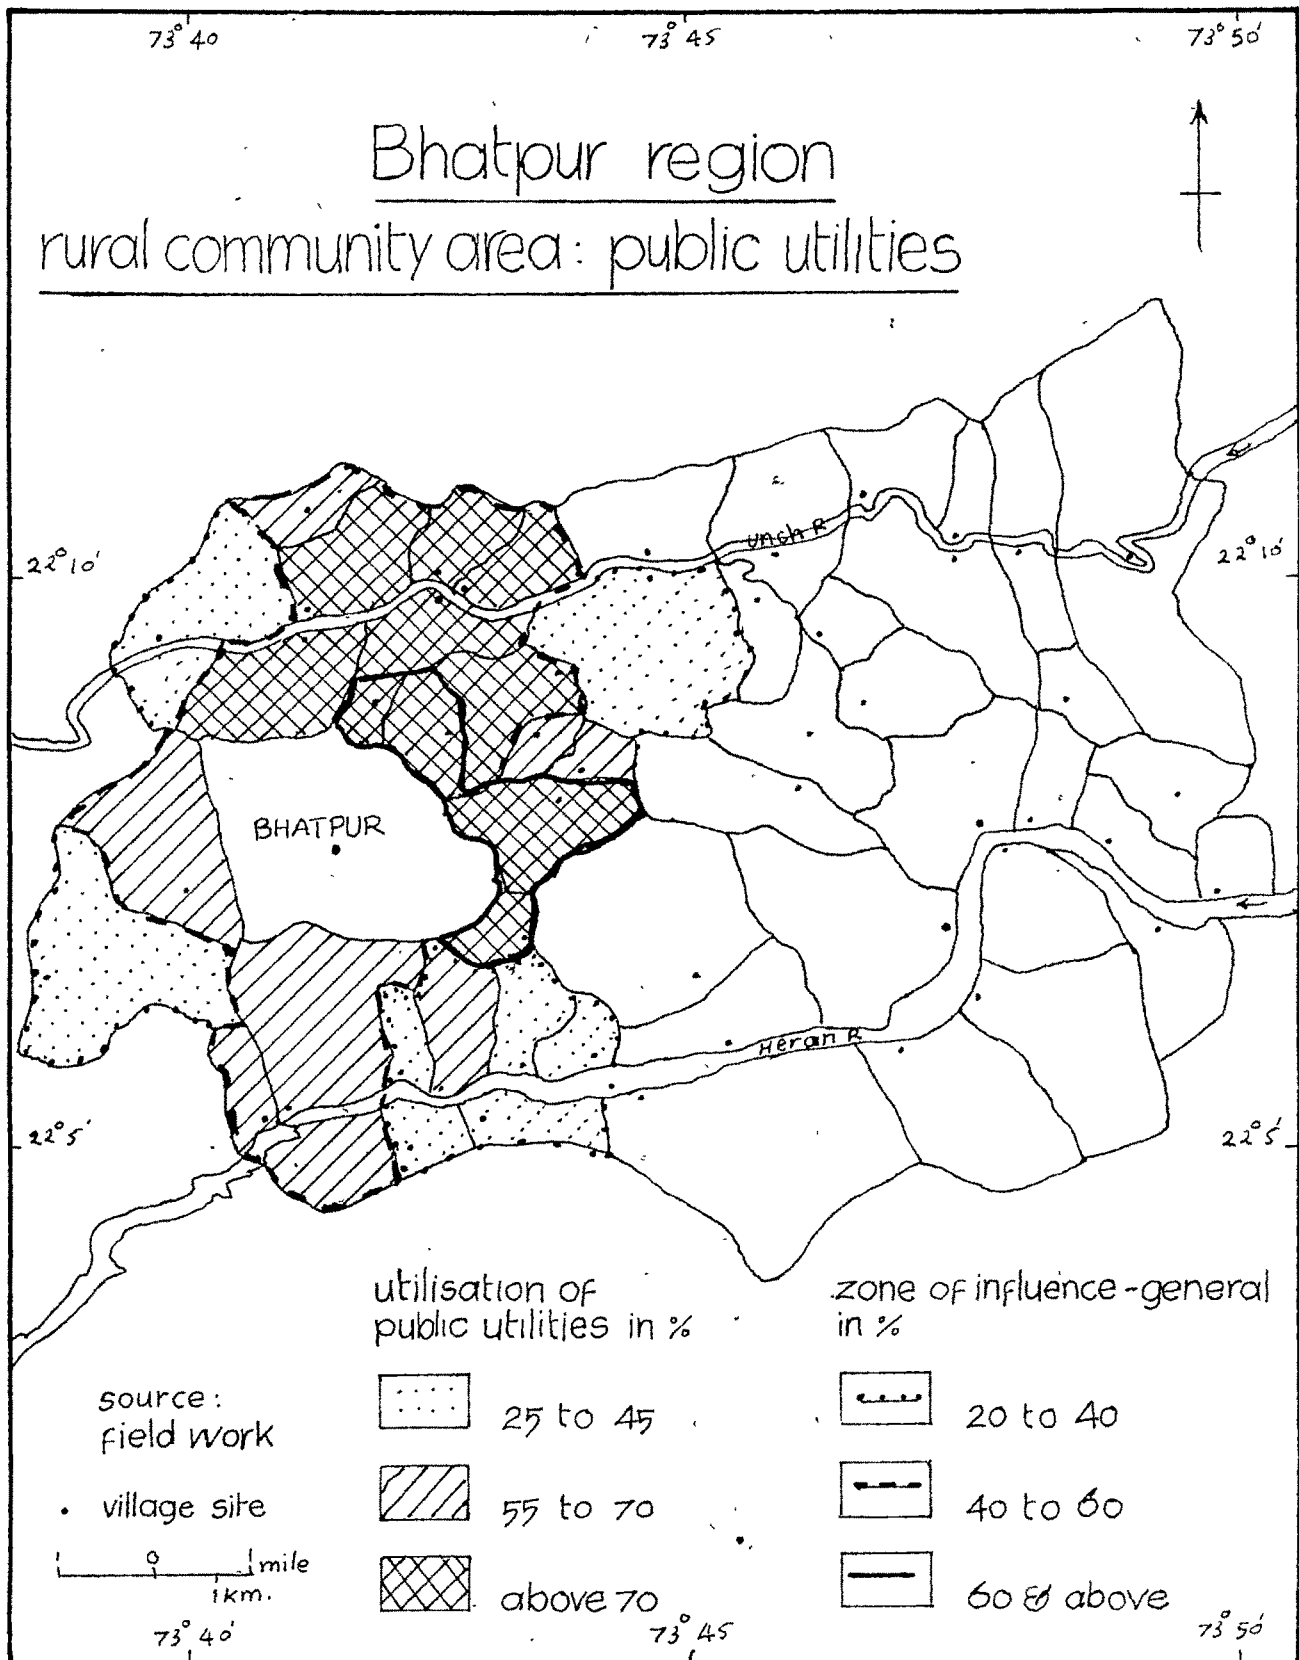 73° 40'
73° 45
73° 50'
Bhatpur region
rural community area: public utilities
22° 10'
Unch R
22° 10'
BHATPUR
Heran R
22° 5'
22° 5'
utilisation of
public utilities in %
25 to 45
55 to 70
above 70
zone of influence-general
in %
20 to 40
40 to 60
60 & above
source:
field work
. village site
0
1 mile
1 km.
73° 40'
73° 45
73° 50'